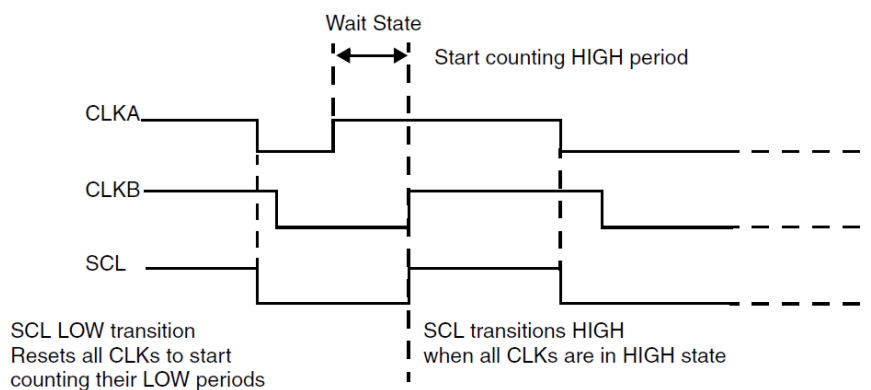 Wait State
Start counting HIGH period
CLKA
CLKB
SCL
SCL LOW transition
Resets all CLKs to start
counting their LOW periods
SCL transitions HIGH
when all CLKs are in HIGH state